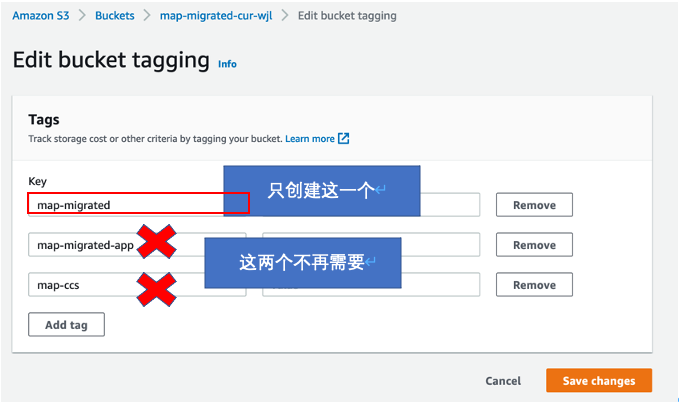 Amazon S3 > Buckets > map-migrated-cur-wjl > Edit bucket tagging
Edit bucket tagging Info
Tags
Track storage cost or other criteria by tagging your bucket. Learn more
Key
只创建这一个
map-migrated Remove
map-migrated-app Remove
这两个不再需要
map-ccs Remove
Add tag
Cancel Save changes